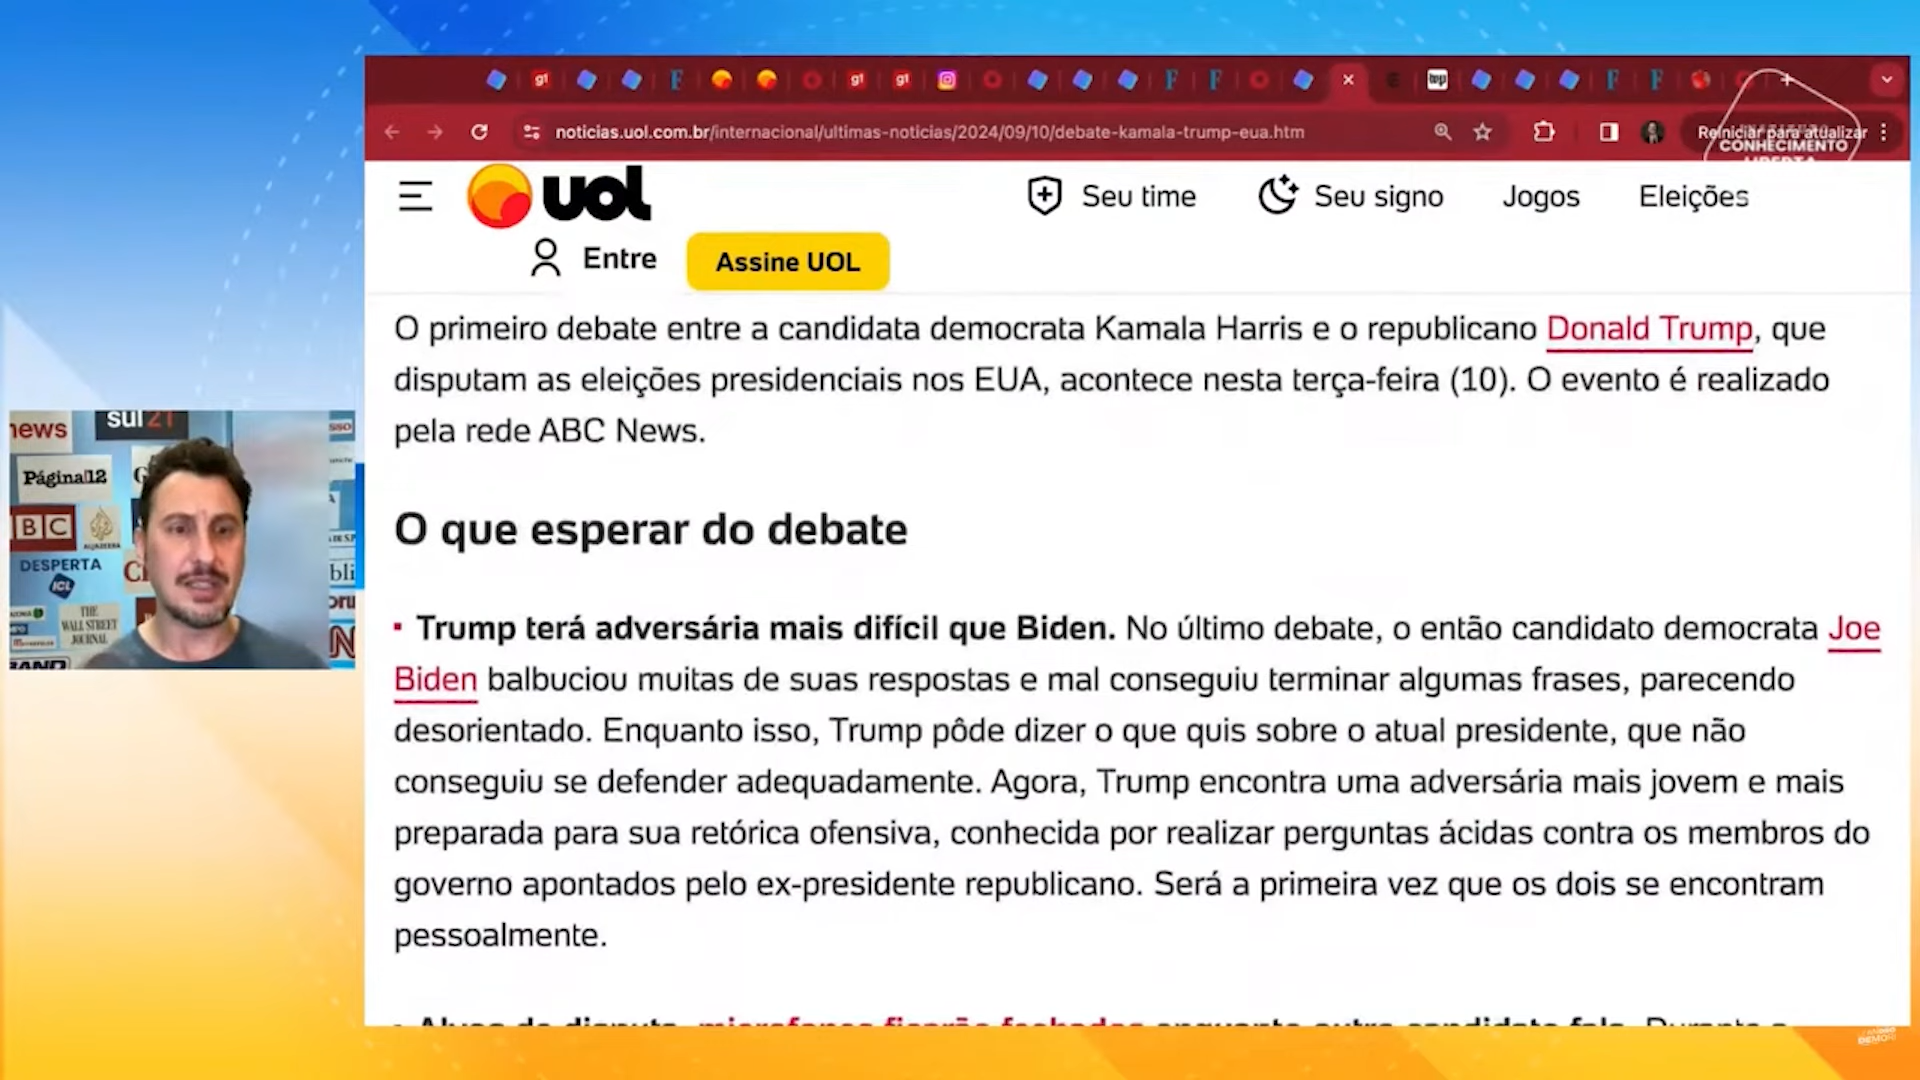 noticias.uol.com.br/internacional/ultimas-noticias/2024/09/10/debate-kamala-trump-eua.htm
Reiniciar para atualizar
CONHECIMENTO
uol
Seu time
Seu signo
Jogos
Eleições
Entre
Assine UOL
O primeiro debate entre a candidata democrata Kamala Harris e o republicano Donald Trump, que
disputam as eleições presidenciais nos EUA, acontece nesta terça-feira (10). O evento é realizado
pela rede ABC News.
O que esperar do debate
Trump terá adversária mais difícil que Biden. No último debate, o então candidato democrata Joe
Biden balbuciou muitas de suas respostas e mal conseguiu terminar algumas frases, parecendo
desorientado. Enquanto isso, Trump pôde dizer o que quis sobre o atual presidente, que não
conseguiu se defender adequadamente. Agora, Trump encontra uma adversária mais jovem e mais
preparada para sua retórica ofensiva, conhecida por realizar perguntas ácidas contra os membros do
governo apontados pelo ex-presidente republicano. Será a primeira vez que os dois se encontram
pessoalmente.
news
sul21
Página12
BC
ALJAZEERA
DESPERTA
ICL
THE
WALL STREET
JOURNAL
DEMORI